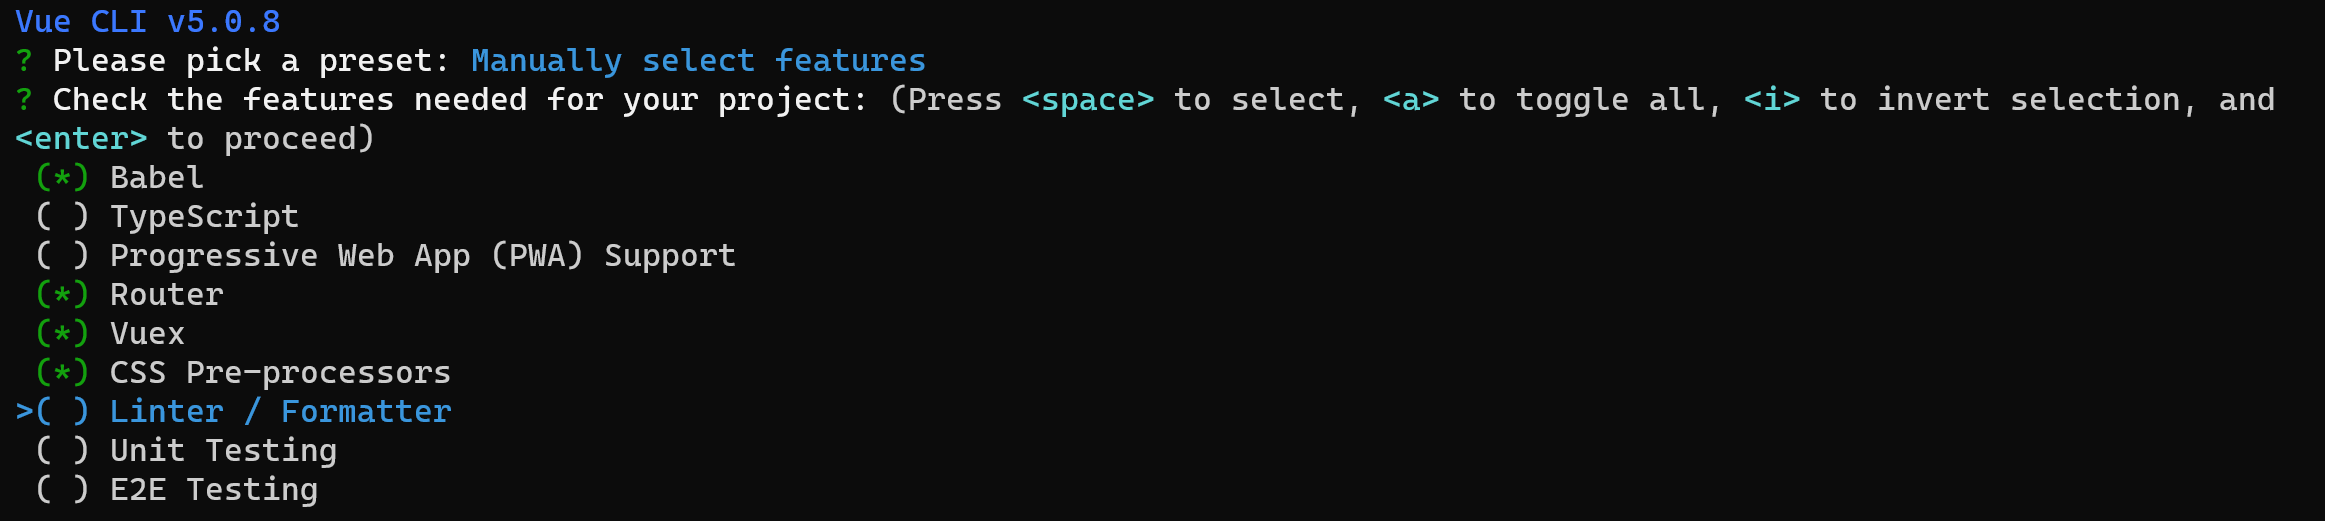 Vue CLI v5.0.8
? Please pick a preset: Manually select features
? Check the features needed for your project: (Press <space> to select, <a> to toggle all, <i> to invert selection, and
<enter> to proceed)
 (*) Babel
 ( ) TypeScript
 ( ) Progressive Web App (PWA) Support
 (*) Router
 (*) Vuex
 (*) CSS Pre-processors
>( ) Linter / Formatter
 ( ) Unit Testing
 ( ) E2E Testing